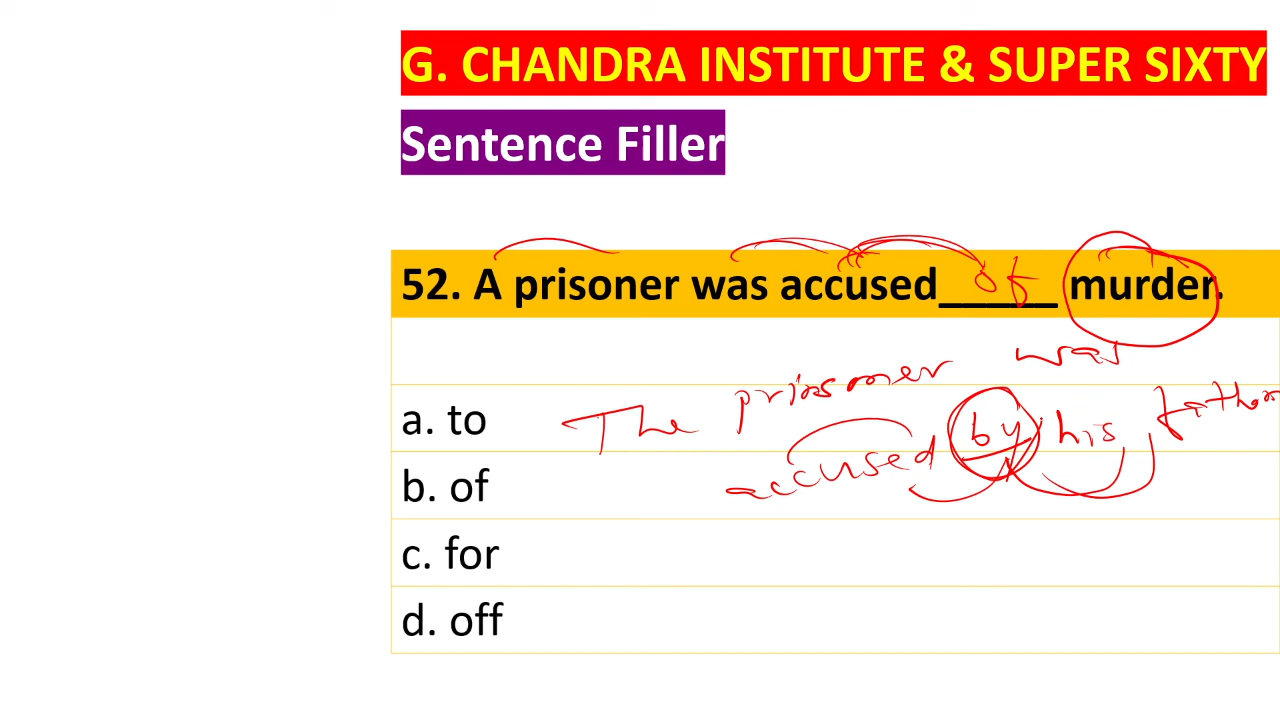 G. CHANDRA INSTITUTE & SUPER SIXTY
Sentence Filler
52. A prisoner was accused_____ of murder.
The prisoner was
a. to
accused by his father
b. of
c. for
d. off